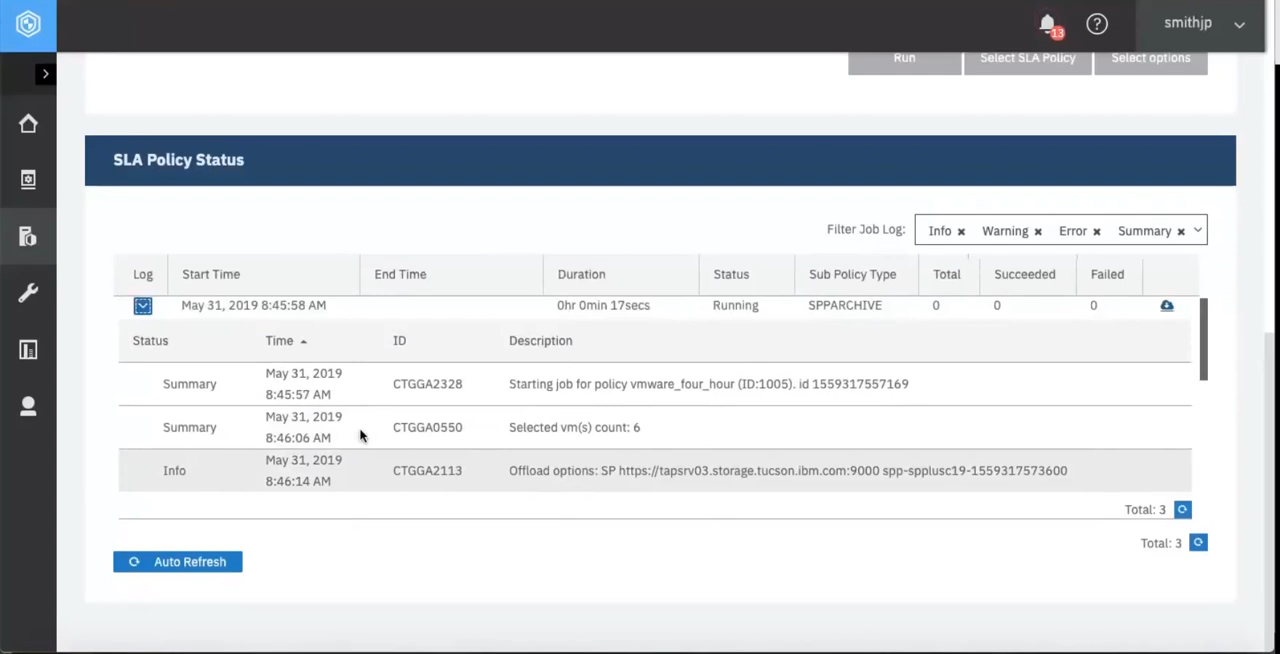 13
smithjp
Run Select SLA Policy Select options
SLA Policy Status
Filter Job Log: Info × Warning × Error × Summary ×
Log Start Time End Time Duration Status Sub Policy Type Total Succeeded Failed
May 31, 2019 8:45:58 AM 0hr 0min 17secs Running SPPARCHIVE 0 0 0
Status Time ID Description
Summary May 31, 2019 8:45:57 AM CTGGA2328 Starting job for policy vmware_four_hour (ID:1005). id 1559317557169
Summary May 31, 2019 8:46:06 AM CTGGA0550 Selected vm(s) count: 6
Info May 31, 2019 8:46:14 AM CTGGA2113 Offload options: SP https://tapsrv03.storage.tucson.ibm.com:9000 spp-spplusc19-1559317573600
Total: 3
Total: 3
Auto Refresh